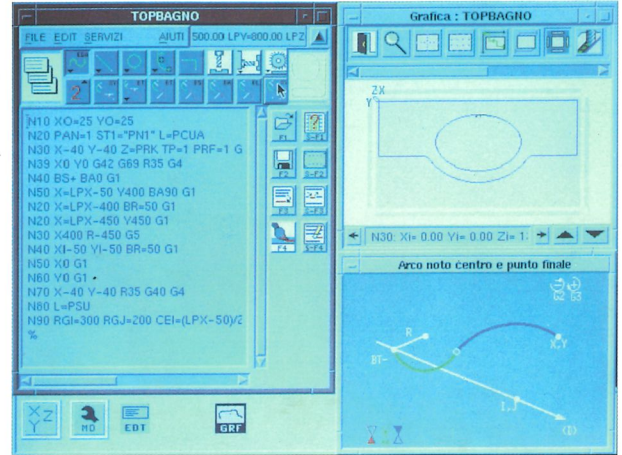 TOPBAGNO
FILE EDIT SERVIZI AIUTI 500.00 LPY=800.00 LPZ
N10 XO=25 YO=25
N20 PAN=1 ST1="PN1" L=PCUA
N30 X-40 Y-40 Z=PRK TP=1 PRF=1 G
N39 X0 Y0 G42 G69 R35 G4
N40 BS+ BA0 G1
N50 X=LPX-50 Y400 BA90 G1
N20 X=LPX-400 BR=50 G1
N20 X=LPX-450 Y450 G1
N30 X400 R-450 G5
N40 XI-50 YI-50 BR=50 G1
N50 X0 G1
N60 Y0 G1
N70 X-40 Y-40 R35 G40 G4
N80 L=PSU
N90 RGI=300 RGJ=200 CEI=(LPX-50)/2
%
F1 S-F1
F2 S-F2
F3 S-F3
F4 S-F4
XYZ
MD
EDT
GRF
Grafica : TOPBAGNO
ZX
Y
N30: Xi= 0.00 Yi= 0.00 Zi= 1
Arco noto centro e punto finale
R
BT-
X,Y
I,J